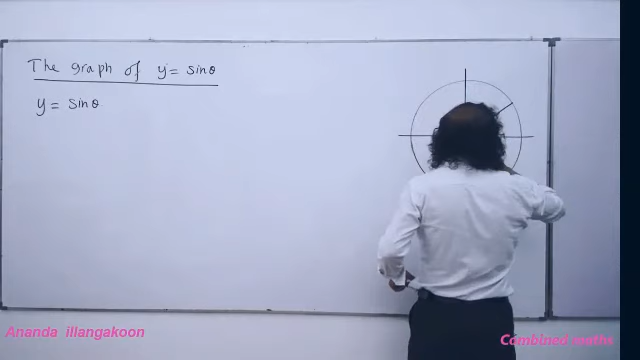 The graph of y = sinθ
y = sinθ
Ananda illangakoon
Combined maths